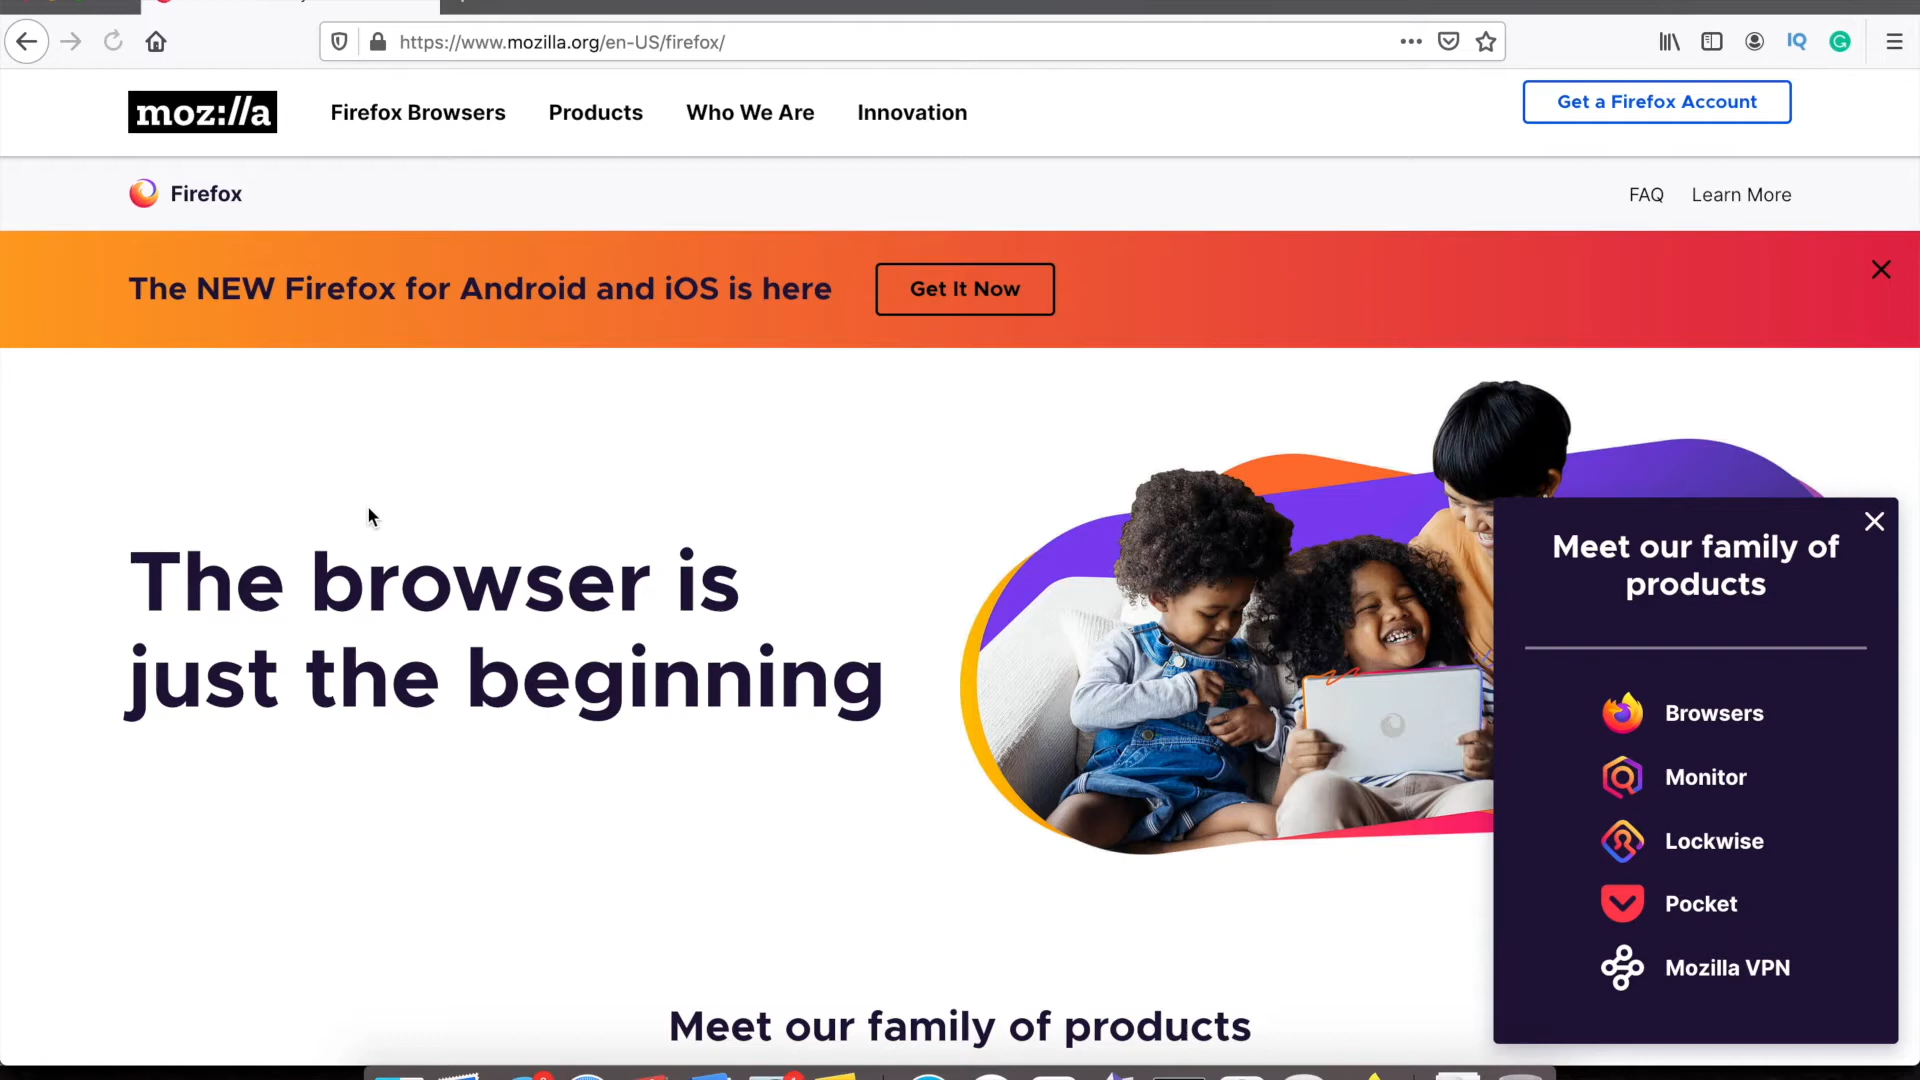 https://www.mozilla.org/en-US/firefox/
IQ
moz://a
Firefox Browsers
Products
Who We Are
Innovation
Get a Firefox Account
Firefox
FAQ
Learn More
The NEW Firefox for Android and iOS is here
Get It Now
The browser is
just the beginning
Meet our family of
products
Browsers
Monitor
Lockwise
Pocket
Mozilla VPN
Meet our family of products